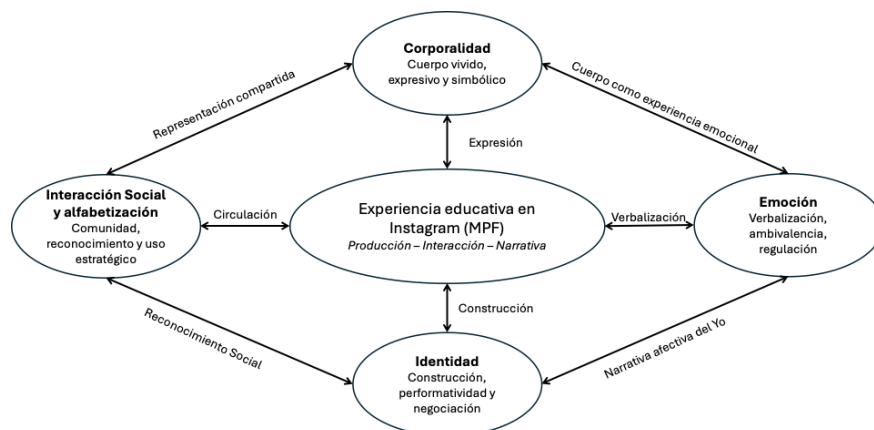 Corporalidad
Cuerpo vivido,
expresivo y simbólico
Representación compartida
Cuerpo como experiencia emocional
Expresión
Interacción Social
y alfabetización
Comunidad,
reconocimiento y uso
estratégico
Circulación
Experiencia educativa en
Instagram (MPF)
Producción – Interacción – Narrativa
Verbalización
Emoción
Verbalización,
ambivalencia,
regulación
Construcción
Reconocimiento Social
Narrativa afectiva del Yo
Identidad
Construcción,
performatividad y
negociación